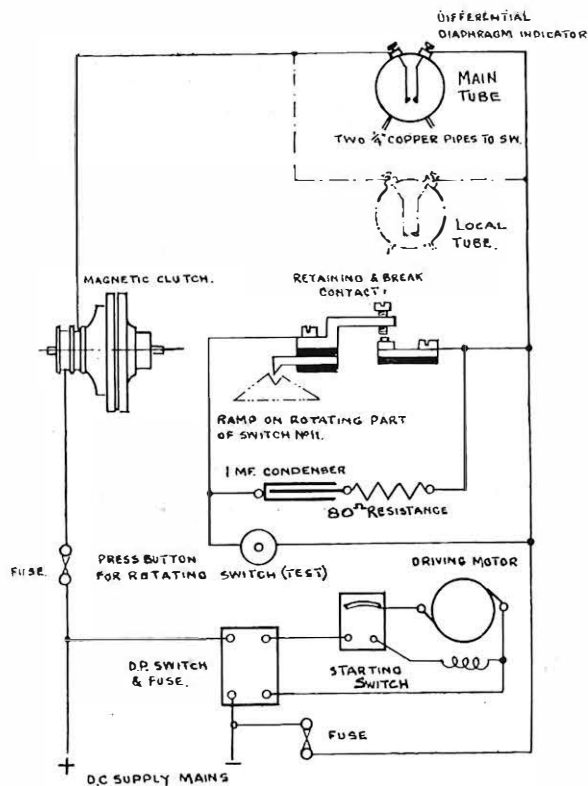 DIFFERENTIAL
DIAPHRAGM INDICATOR
MAIN
TUBE
TWO ¼" COPPER PIPES TO SW.
LOCAL
TUBE.
MAGNETIC CLUTCH.
RETAINING & BREAK
CONTACT.
RAMP ON ROTATING PART
OF SWITCH Nº11.
1 MF. CONDENSER
80Ω RESISTANCE
FUSE.
PRESS BUTTON
FOR ROTATING SWITCH (TEST)
DRIVING MOTOR
D.P. SWITCH
& FUSE.
STARTING
SWITCH
FUSE
+
−
D.C SUPPLY MAINS